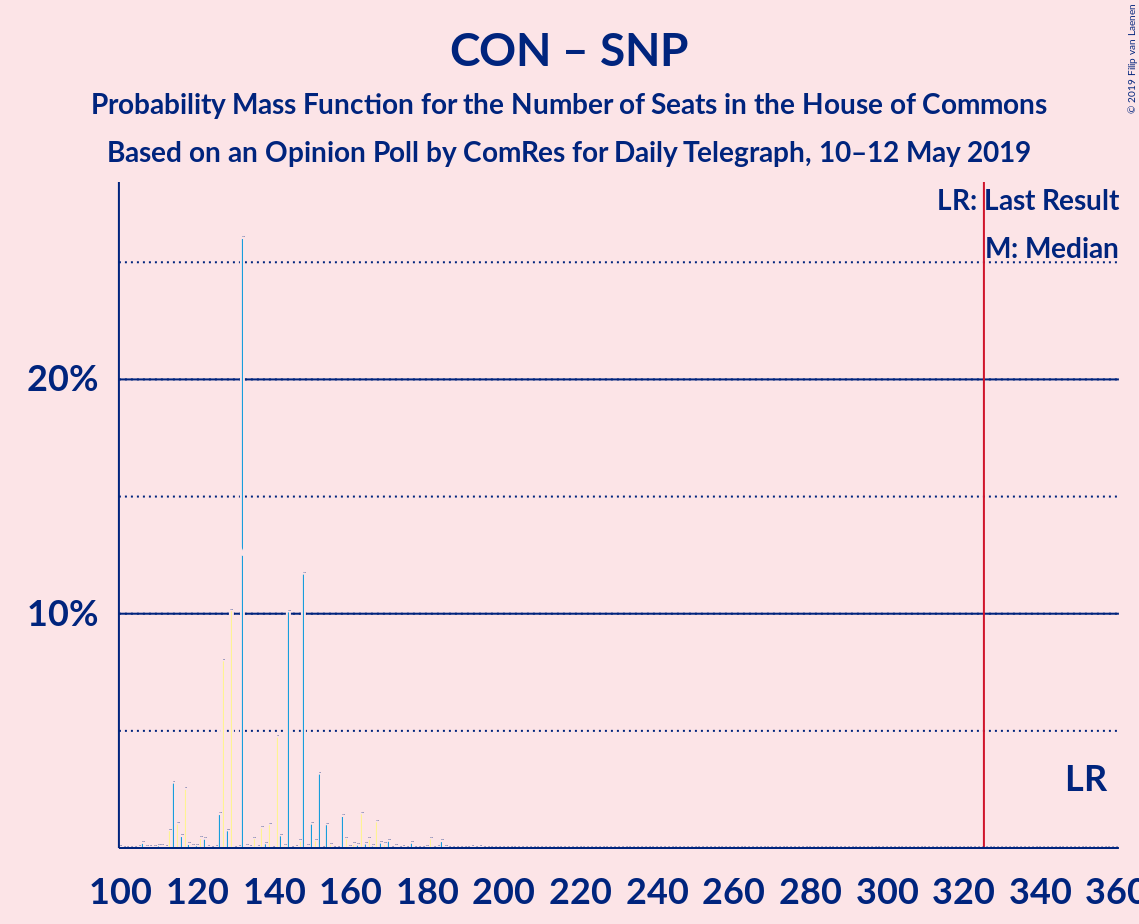 CON – SNP
Probability Mass Function for the Number of Seats in the House of Commons
Based on an Opinion Poll by ComRes for Daily Telegraph, 10–12 May 2019
© 2019 Filip van Laenen
LR: Last Result
M: Median
20%
10%
LR
100 120 140 160 180 200 220 240 260 280 300 320 340 360